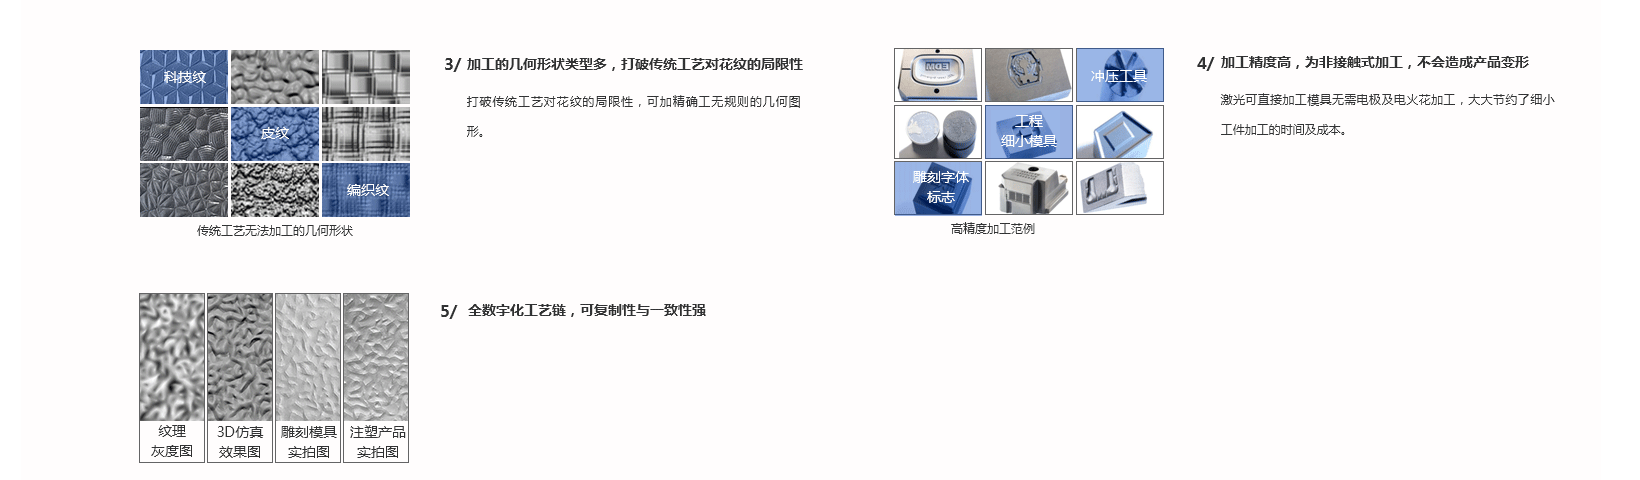 科技纹
皮纹
编织纹
传统工艺无法加工的几何形状
3/ 加工的几何形状类型多，打破传统工艺对花纹的局限性
打破传统工艺对花纹的局限性，可加精确工无规则的几何图
形。
冲压工具
工程
细小模具
雕刻字体
标志
高精度加工范例
4/ 加工精度高，为非接触式加工，不会造成产品变形
激光可直接加工模具无需电极及电火花加工，大大节约了细小
工件加工的时间及成本。
纹理
灰度图
3D仿真
效果图
雕刻模具
实拍图
注塑产品
实拍图
5/ 全数字化工艺链，可复制性与一致性强